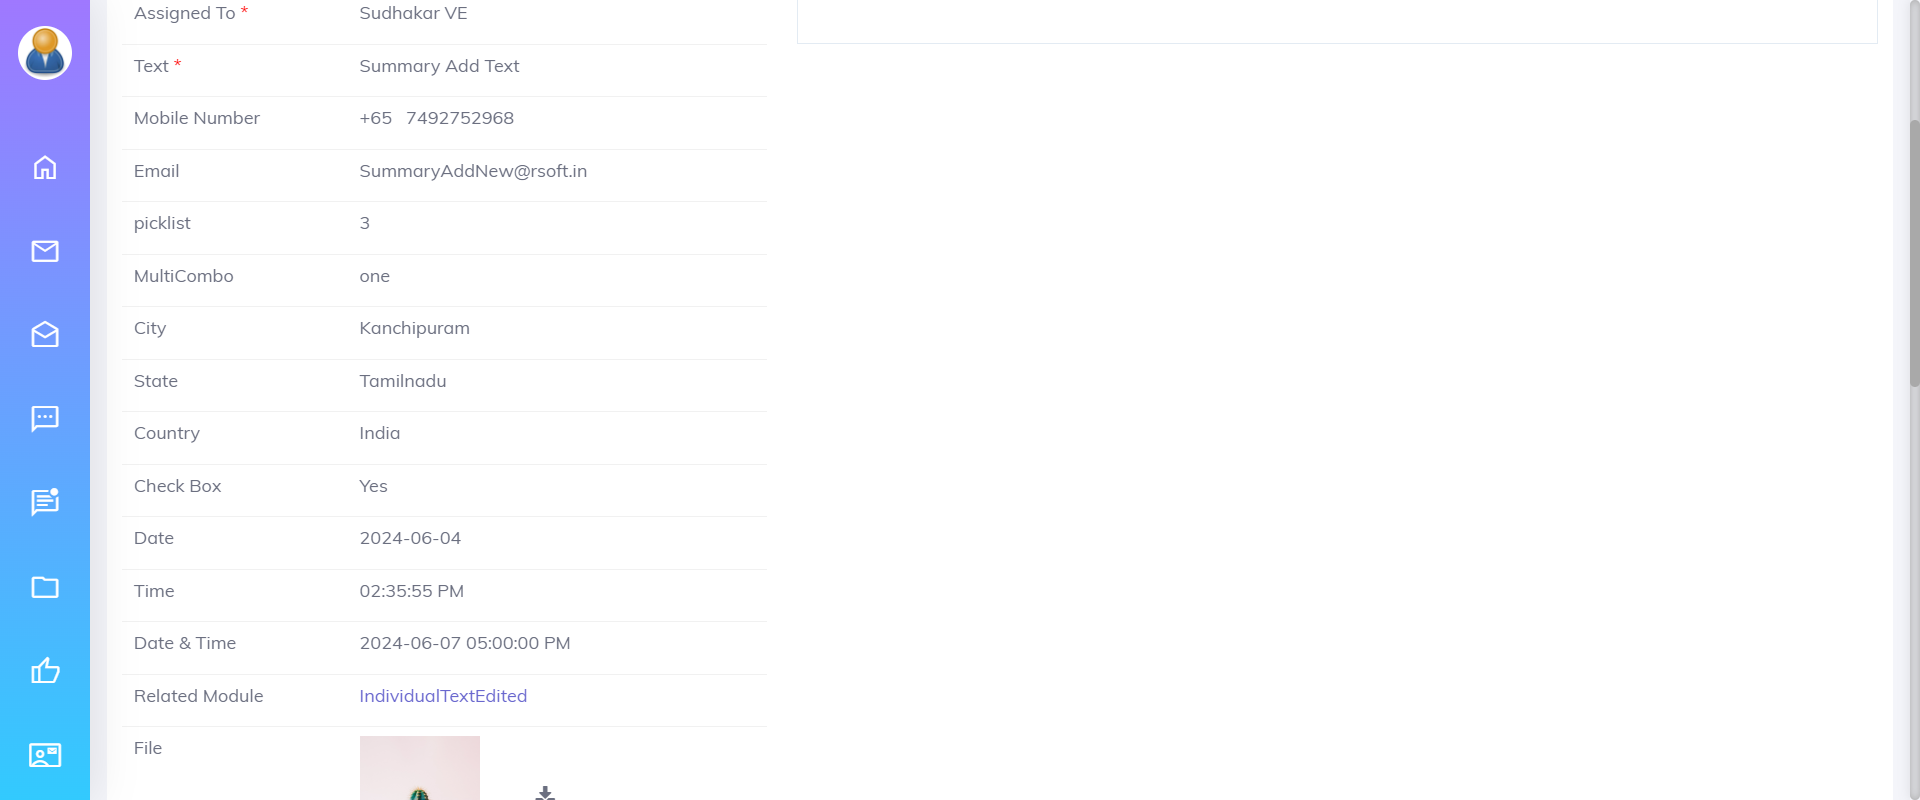 Assigned To * Sudhakar VE
Text * Summary Add Text
Mobile Number +65 7492752968
Email SummaryAddNew@rsoft.in
picklist 3
MultiCombo one
City Kanchipuram
State Tamilnadu
Country India
Check Box Yes
Date 2024-06-04
Time 02:35:55 PM
Date & Time 2024-06-07 05:00:00 PM
Related Module IndividualTextEdited
File